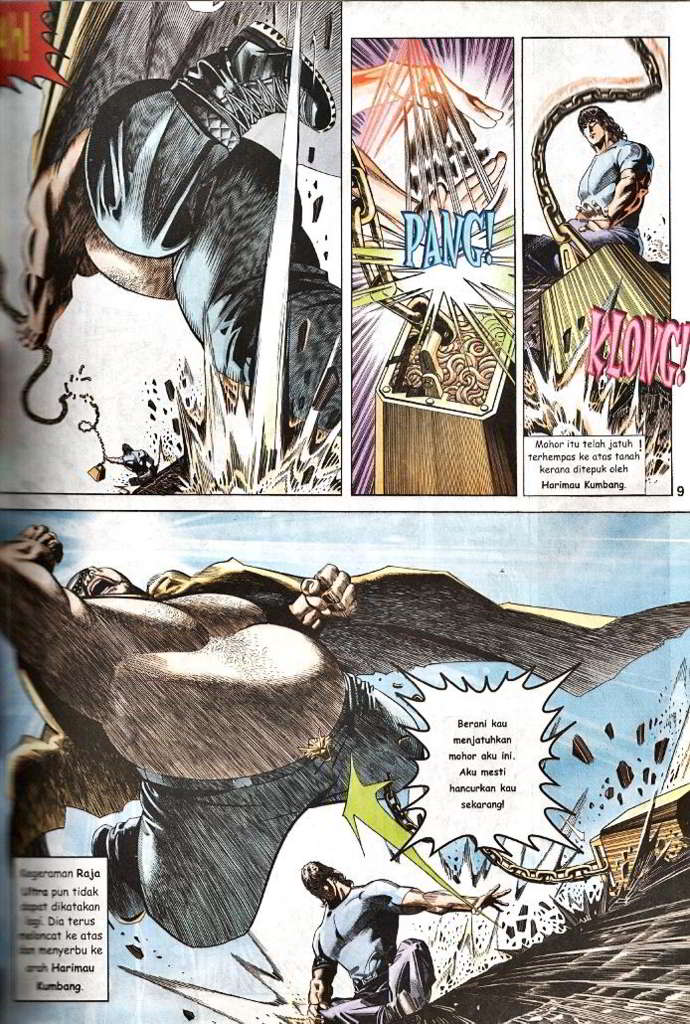 AH!
PANG!
KLONG!
Mohor itu telah jatuh
terhempas ke atas tanah
kerana ditepuk oleh
Harimau Kumbang.
9
Berani kau
menjatuhkan
mohor aku ini.
Aku mesti
hancurkan kau
sekarang!
Kegeraman Raja
Ultra pun tidak
dapat dikatakan
lagi. Dia terus
meloncat ke atas
dan menyerbu ke
arah Harimau
Kumbang.